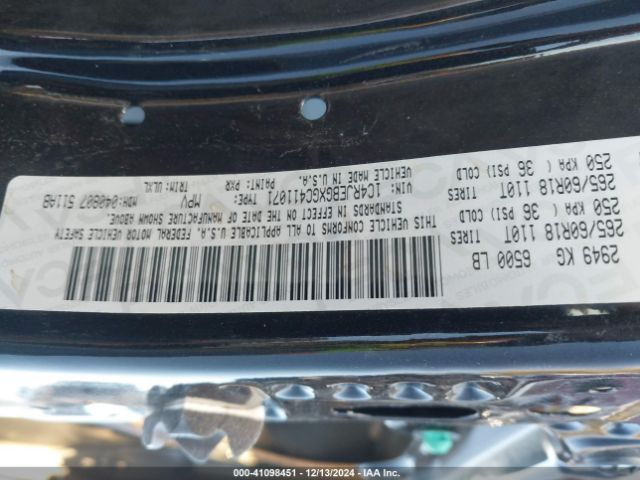 2949 KG 6500 LB
265/60R18 110T TIRES
250 KPA ( 36 PSI) COLD
265/60R18 110T TIRES
250 KPA ( 36 PSI) COLD
THIS VEHICLE CONFORMS TO ALL APPLICABLE U.S.A. FEDERAL MOTOR VEHICLE SAFETY
STANDARDS IN EFFECT ON THE DATE OF MANUFACTURE SHOWN ABOVE.
VIN: 1C4RJEBGXGC411071 TYPE: MPV MDH: 040807 511AB
VEHICLE MADE IN U.S.A. PAINT: PXR TRIM: ULXL
000-41098451 • 12/13/2024 - IAA Inc.